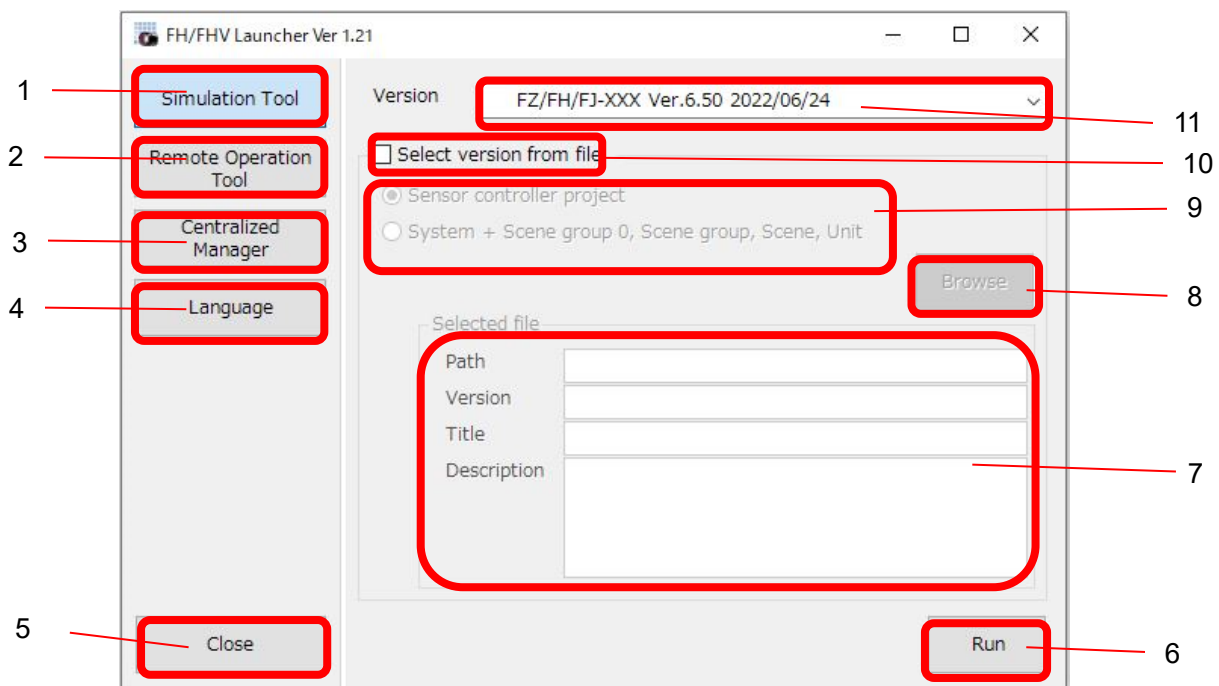 FH/FHV Launcher Ver 1.21
1
Simulation Tool
Version
FZ/FH/FJ-XXX Ver.6.50 2022/06/24
11
2
Remote Operation
Tool
Select version from file
10
Sensor controller project
9
3
Centralized
Manager
System + Scene group 0, Scene group, Scene, Unit
Browse
8
4
Language
Selected file
Path
Version
Title
Description
7
5
Close
Run
6